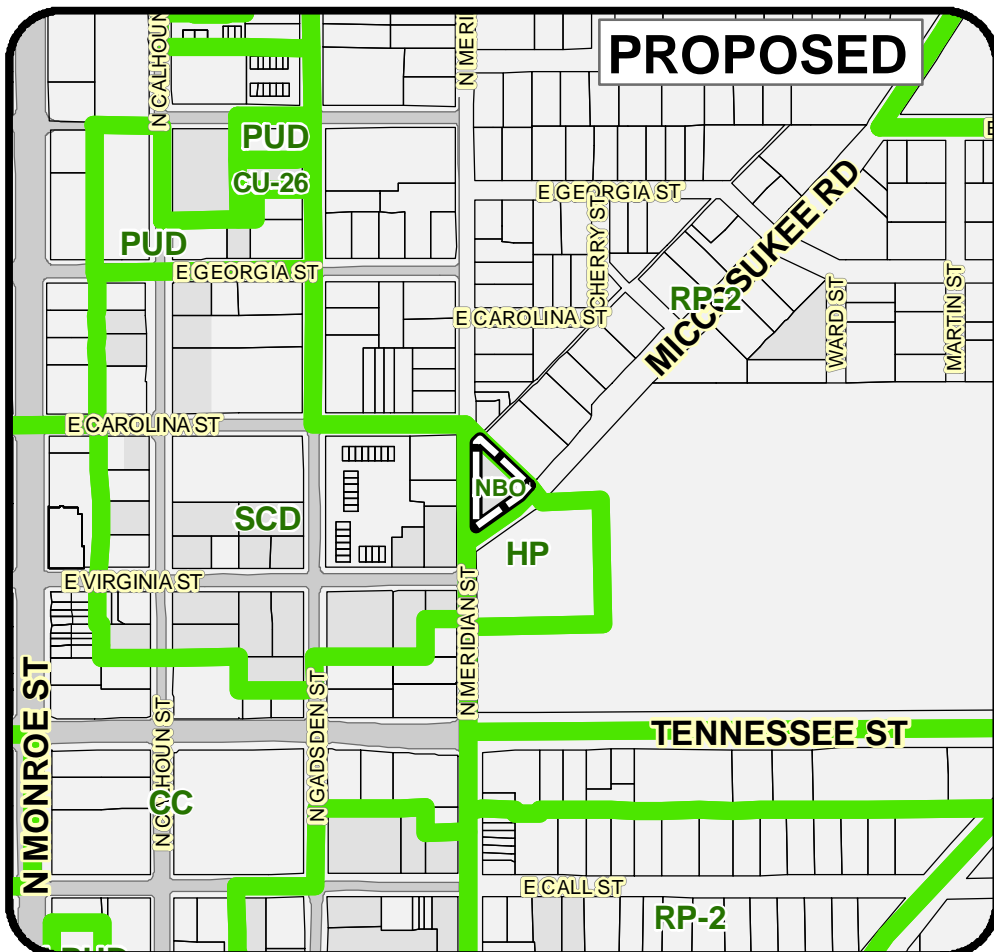 PROPOSED
N CALHOUN
N MERI
E
PUD
CU-26
PUD
E GEORGIA ST
E GEORGIA ST
CHERRY ST
MICCOSUKEE RD
RP-2
E CAROLINA ST
WARD ST
MARTIN ST
E CAROLINA ST
NBO
SCD
HP
E VIRGINIA ST
N MERIDIAN ST
N MONROE ST
N CALHOUN ST
N GADSDEN ST
TENNESSEE ST
CC
E CALL ST
RP-2
PUD